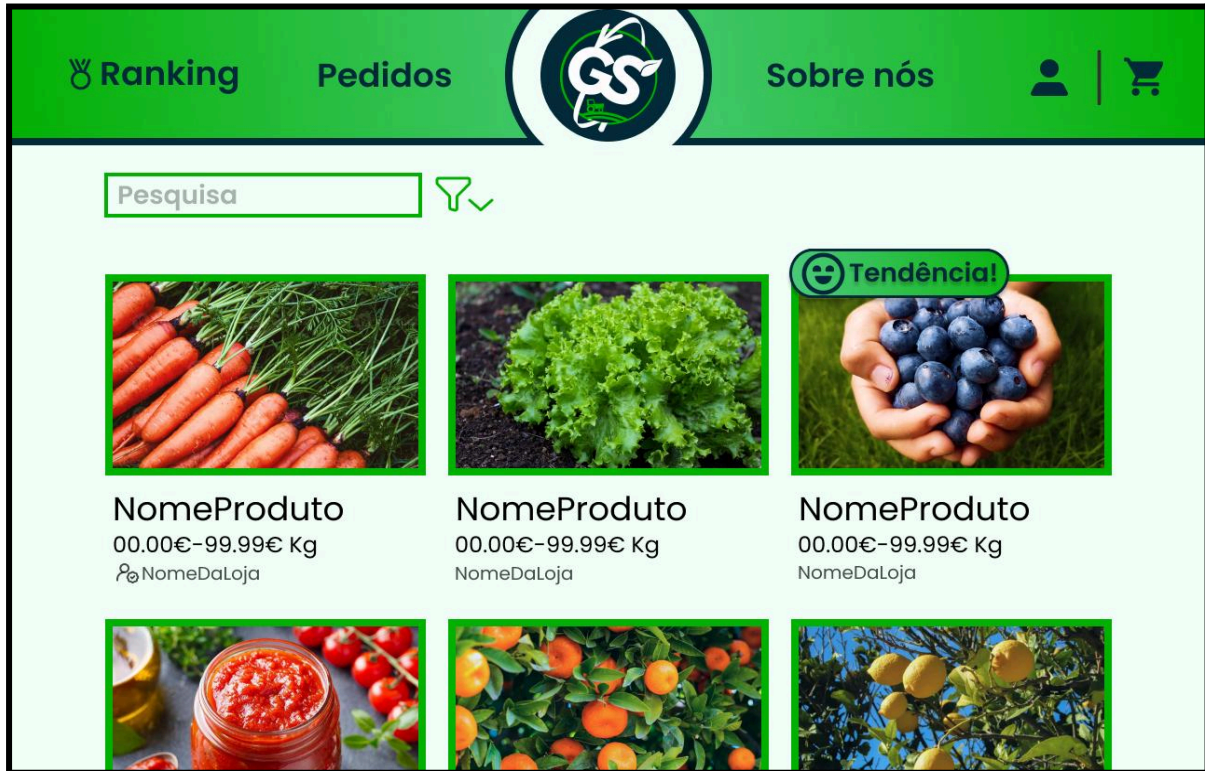 Ranking
Pedidos
GS
Sobre nós
Pesquisa
Tendência!
NomeProduto
00.00€-99.99€ Kg
NomeDaLoja
NomeProduto
00.00€-99.99€ Kg
NomeDaLoja
NomeProduto
00.00€-99.99€ Kg
NomeDaLoja